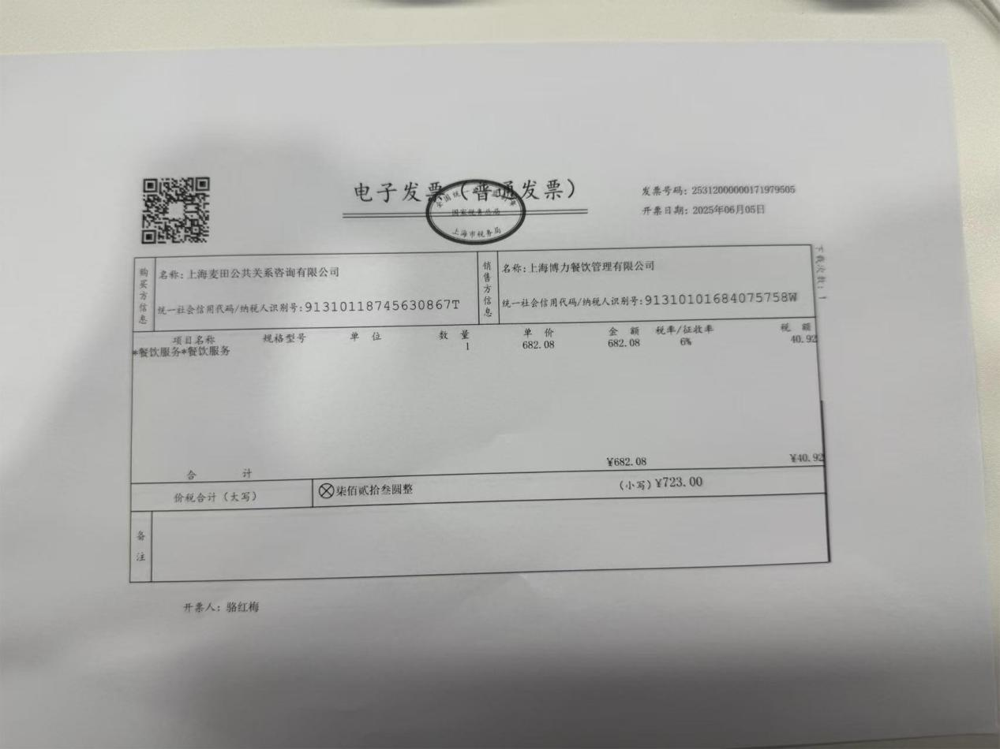 电子发票（普通发票）
全国统一发票监制章
国家税务总局
上海市税务局
发票号码: 25312000000171979505
开票日期: 2025年06月05日
下载次数: 1
购买方信息
名称: 上海麦田公共关系咨询有限公司
统一社会信用代码/纳税人识别号: 91310118745630867T
销售方信息
名称: 上海博力餐饮管理有限公司
统一社会信用代码/纳税人识别号: 91310101684075758W
项目名称 规格型号 单位 数量 单价 金额 税率/征收率 税额
*餐饮服务*餐饮服务 1 682.08 682.08 6% 40.92
合计 ¥682.08 ¥40.92
价税合计（大写） 柒佰贰拾叁圆整 （小写）¥723.00
备注
开票人: 骆红梅